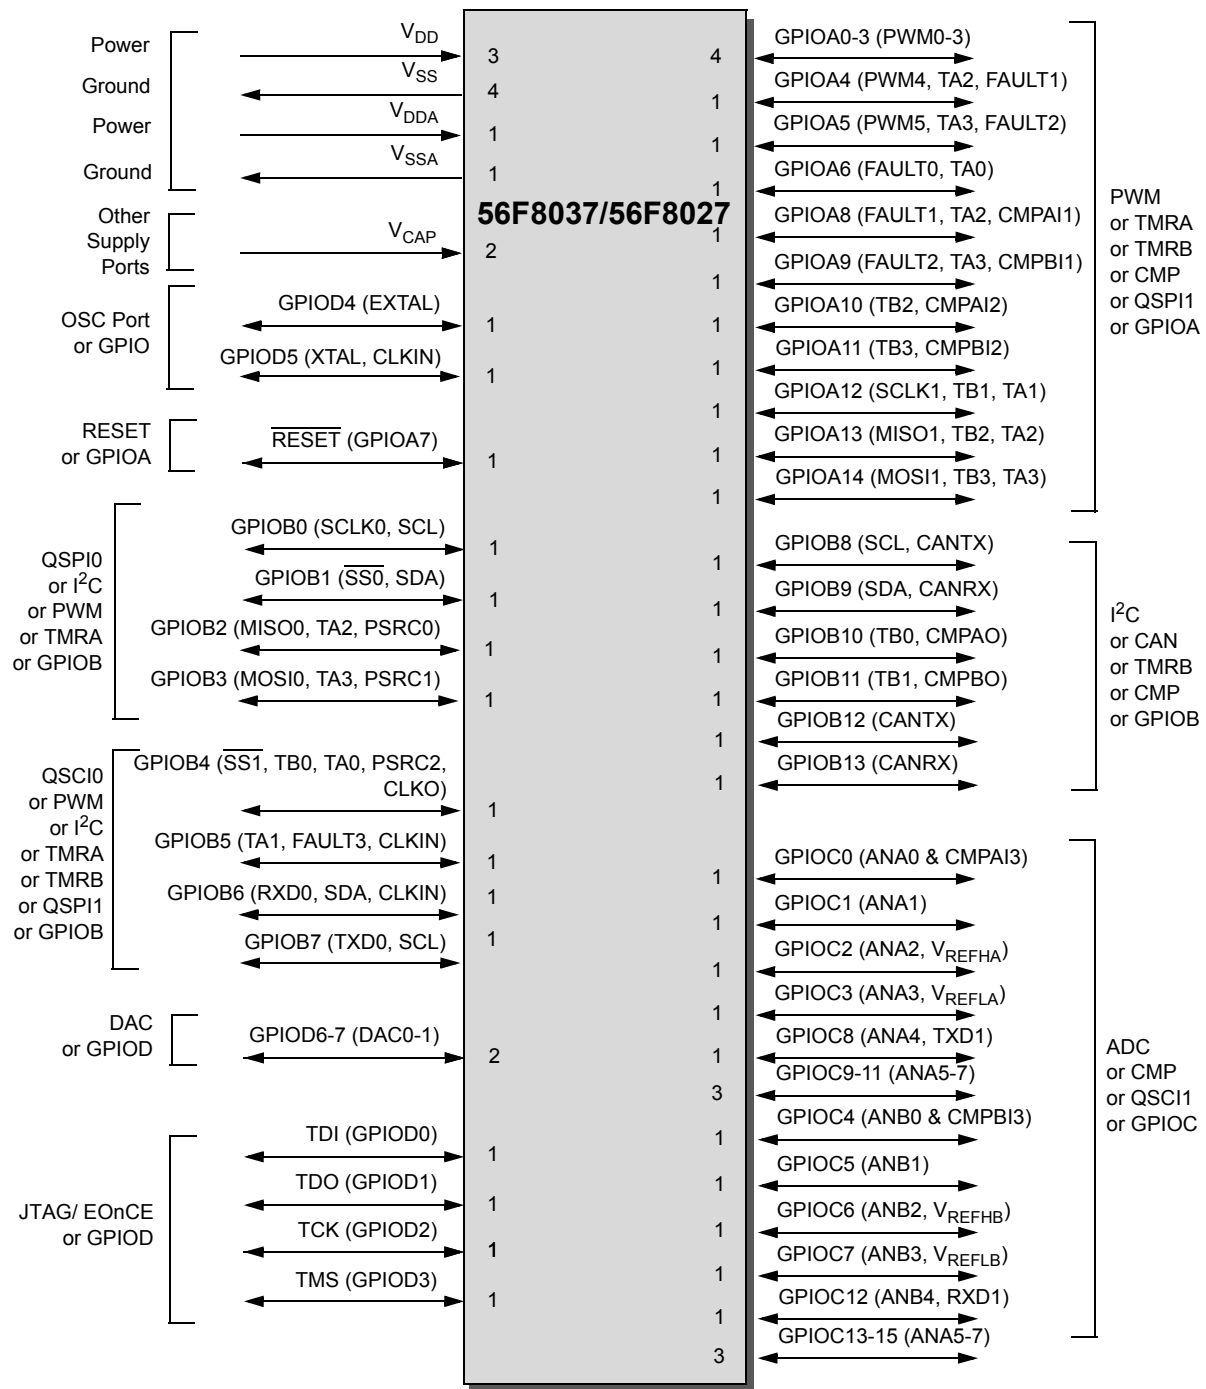 Power
V_DD
3
Ground
V_SS
4
Power
V_DDA
1
Ground
V_SSA
1
Other
Supply
Ports
V_CAP
2
OSC Port
or GPIO
GPIOD4 (EXTAL)
1
GPIOD5 (XTAL, CLKIN)
1
RESET
or GPIOA
RESET (GPIOA7)
1
QSPI0
or I²C
or PWM
or TMRA
or GPIOB
GPIOB0 (SCLK0, SCL)
1
GPIOB1 (SS0, SDA)
1
GPIOB2 (MISO0, TA2, PSRC0)
1
GPIOB3 (MOSI0, TA3, PSRC1)
1
QSCI0
or PWM
or I²C
or TMRA
or TMRB
or QSPI1
or GPIOB
GPIOB4 (SS1, TB0, TA0, PSRC2,
CLKO)
1
GPIOB5 (TA1, FAULT3, CLKIN)
1
GPIOB6 (RXD0, SDA, CLKIN)
1
GPIOB7 (TXD0, SCL)
1
DAC
or GPIOD
GPIOD6-7 (DAC0-1)
2
JTAG/ EOnCE
or GPIOD
TDI (GPIOD0)
1
TDO (GPIOD1)
1
TCK (GPIOD2)
1
TMS (GPIOD3)
1
56F8037/56F8027
4
GPIOA0-3 (PWM0-3)
1
GPIOA4 (PWM4, TA2, FAULT1)
1
GPIOA5 (PWM5, TA3, FAULT2)
1
GPIOA6 (FAULT0, TA0)
1
GPIOA8 (FAULT1, TA2, CMPAI1)
1
GPIOA9 (FAULT2, TA3, CMPBI1)
1
GPIOA10 (TB2, CMPAI2)
1
GPIOA11 (TB3, CMPBI2)
1
GPIOA12 (SCLK1, TB1, TA1)
1
GPIOA13 (MISO1, TB2, TA2)
1
GPIOA14 (MOSI1, TB3, TA3)
PWM
or TMRA
or TMRB
or CMP
or QSPI1
or GPIOA
1
GPIOB8 (SCL, CANTX)
1
GPIOB9 (SDA, CANRX)
1
GPIOB10 (TB0, CMPAO)
1
GPIOB11 (TB1, CMPBO)
1
GPIOB12 (CANTX)
1
GPIOB13 (CANRX)
I²C
or CAN
or TMRB
or CMP
or GPIOB
1
GPIOC0 (ANA0 & CMPAI3)
1
GPIOC1 (ANA1)
1
GPIOC2 (ANA2, V_REFHA)
1
GPIOC3 (ANA3, V_REFLA)
1
GPIOC8 (ANA4, TXD1)
3
GPIOC9-11 (ANA5-7)
1
GPIOC4 (ANB0 & CMPBI3)
1
GPIOC5 (ANB1)
1
GPIOC6 (ANB2, V_REFHB)
1
GPIOC7 (ANB3, V_REFLB)
1
GPIOC12 (ANB4, RXD1)
3
GPIOC13-15 (ANA5-7)
ADC
or CMP
or QSCI1
or GPIOC